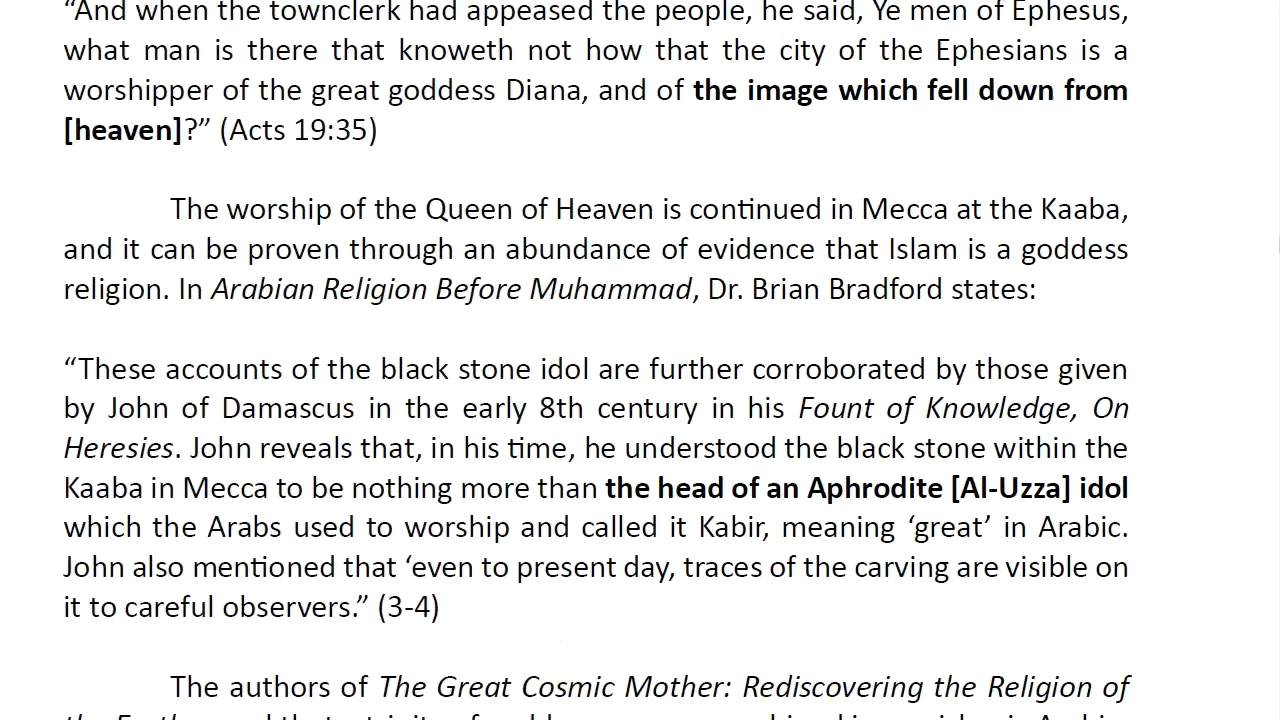 “And when the townclerk had appeased the people, he said, Ye men of Ephesus,
what man is there that knoweth not how that the city of the Ephesians is a
worshipper of the great goddess Diana, and of the image which fell down from
[heaven]?” (Acts 19:35)
The worship of the Queen of Heaven is continued in Mecca at the Kaaba,
and it can be proven through an abundance of evidence that Islam is a goddess
religion. In Arabian Religion Before Muhammad, Dr. Brian Bradford states:
“These accounts of the black stone idol are further corroborated by those given
by John of Damascus in the early 8th century in his Fount of Knowledge, On
Heresies. John reveals that, in his time, he understood the black stone within the
Kaaba in Mecca to be nothing more than the head of an Aphrodite [Al-Uzza] idol
which the Arabs used to worship and called it Kabir, meaning ‘great’ in Arabic.
John also mentioned that ‘even to present day, traces of the carving are visible on
it to careful observers.” (3-4)
The authors of The Great Cosmic Mother: Rediscovering the Religion of